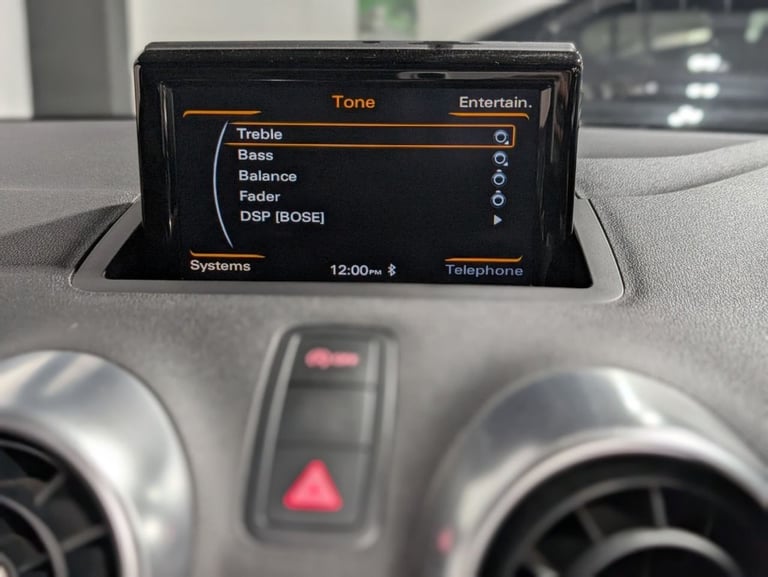 Tone
Entertain.
Treble
Bass
Balance
Fader
DSP [BOSE]
Systems
12:00PM
Telephone